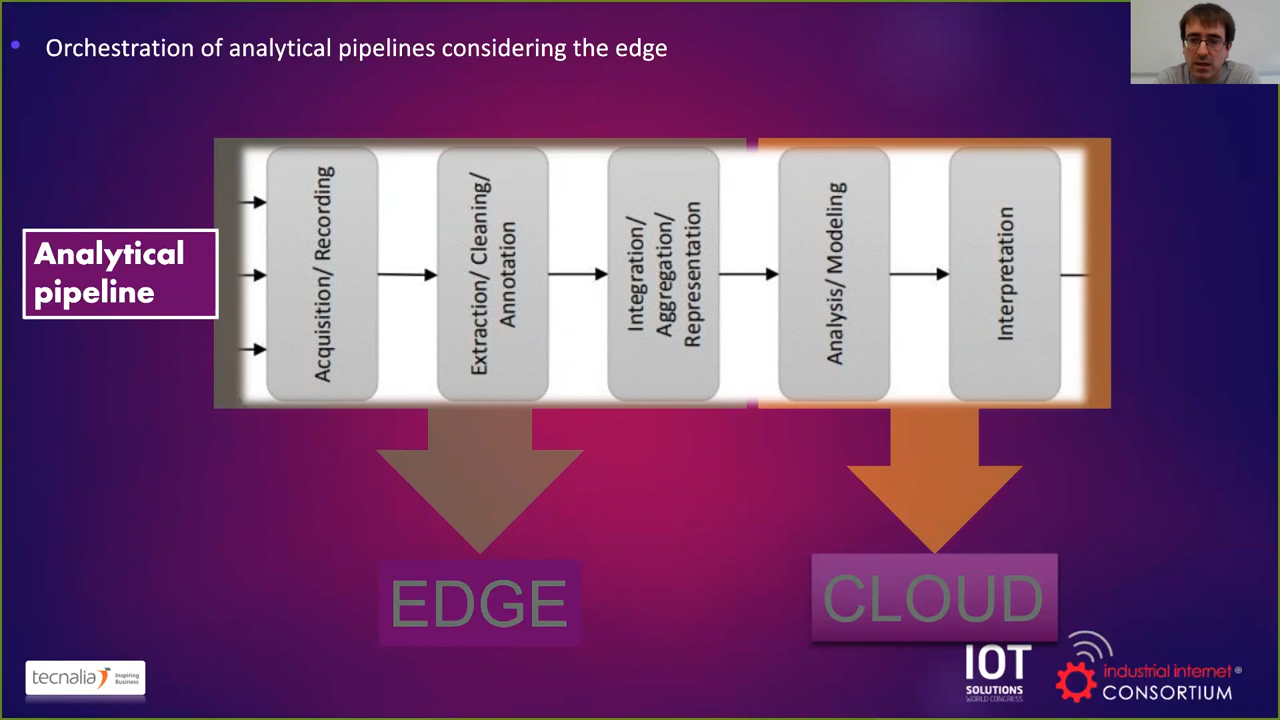 • Orchestration of analytical pipelines considering the edge
Analytical
pipeline
Acquisition/ Recording
Extraction/ Cleaning/
Annotation
Integration/
Aggregation/
Representation
Analysis/ Modeling
Interpretation
EDGE
CLOUD
tecnalia
Inspiring
Business
IOT
SOLUTIONS
WORLD CONGRESS
industrial internet®
CONSORTIUM